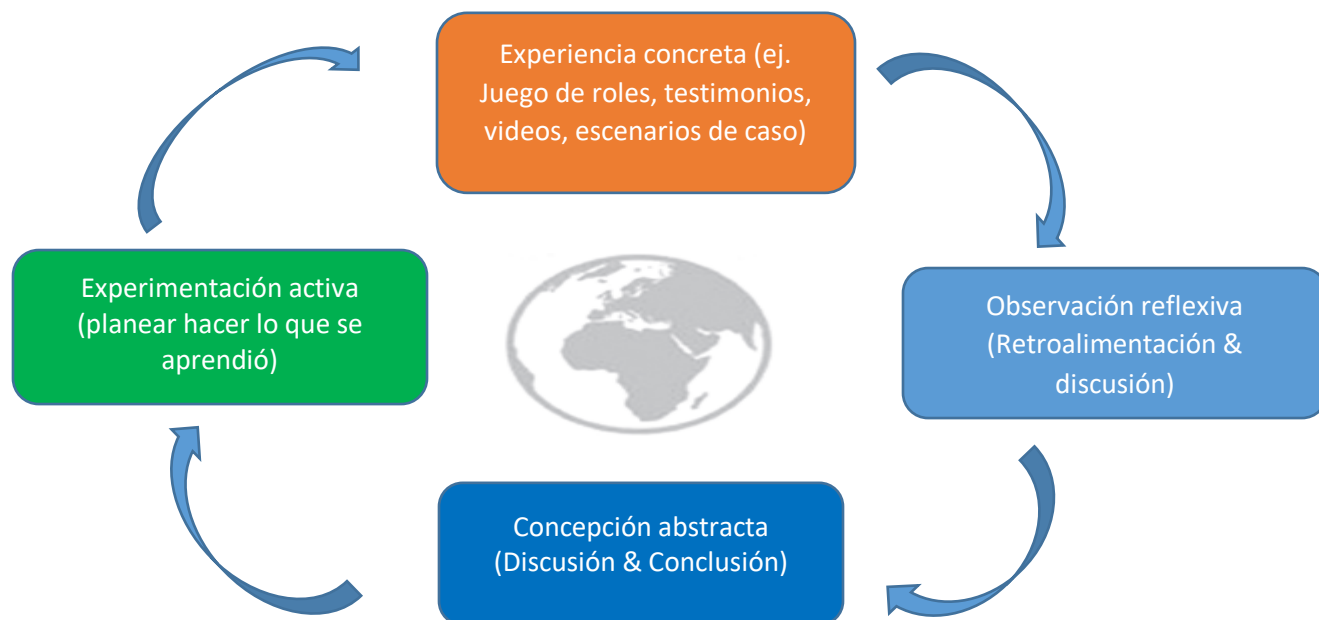 Experiencia concreta (ej.
Juego de roles, testimonios,
videos, escenarios de caso)
Experimentación activa
(planear hacer lo que se
aprendió)
Observación reflexiva
(Retroalimentación &
discusión)
Concepción abstracta
(Discusión & Conclusión)